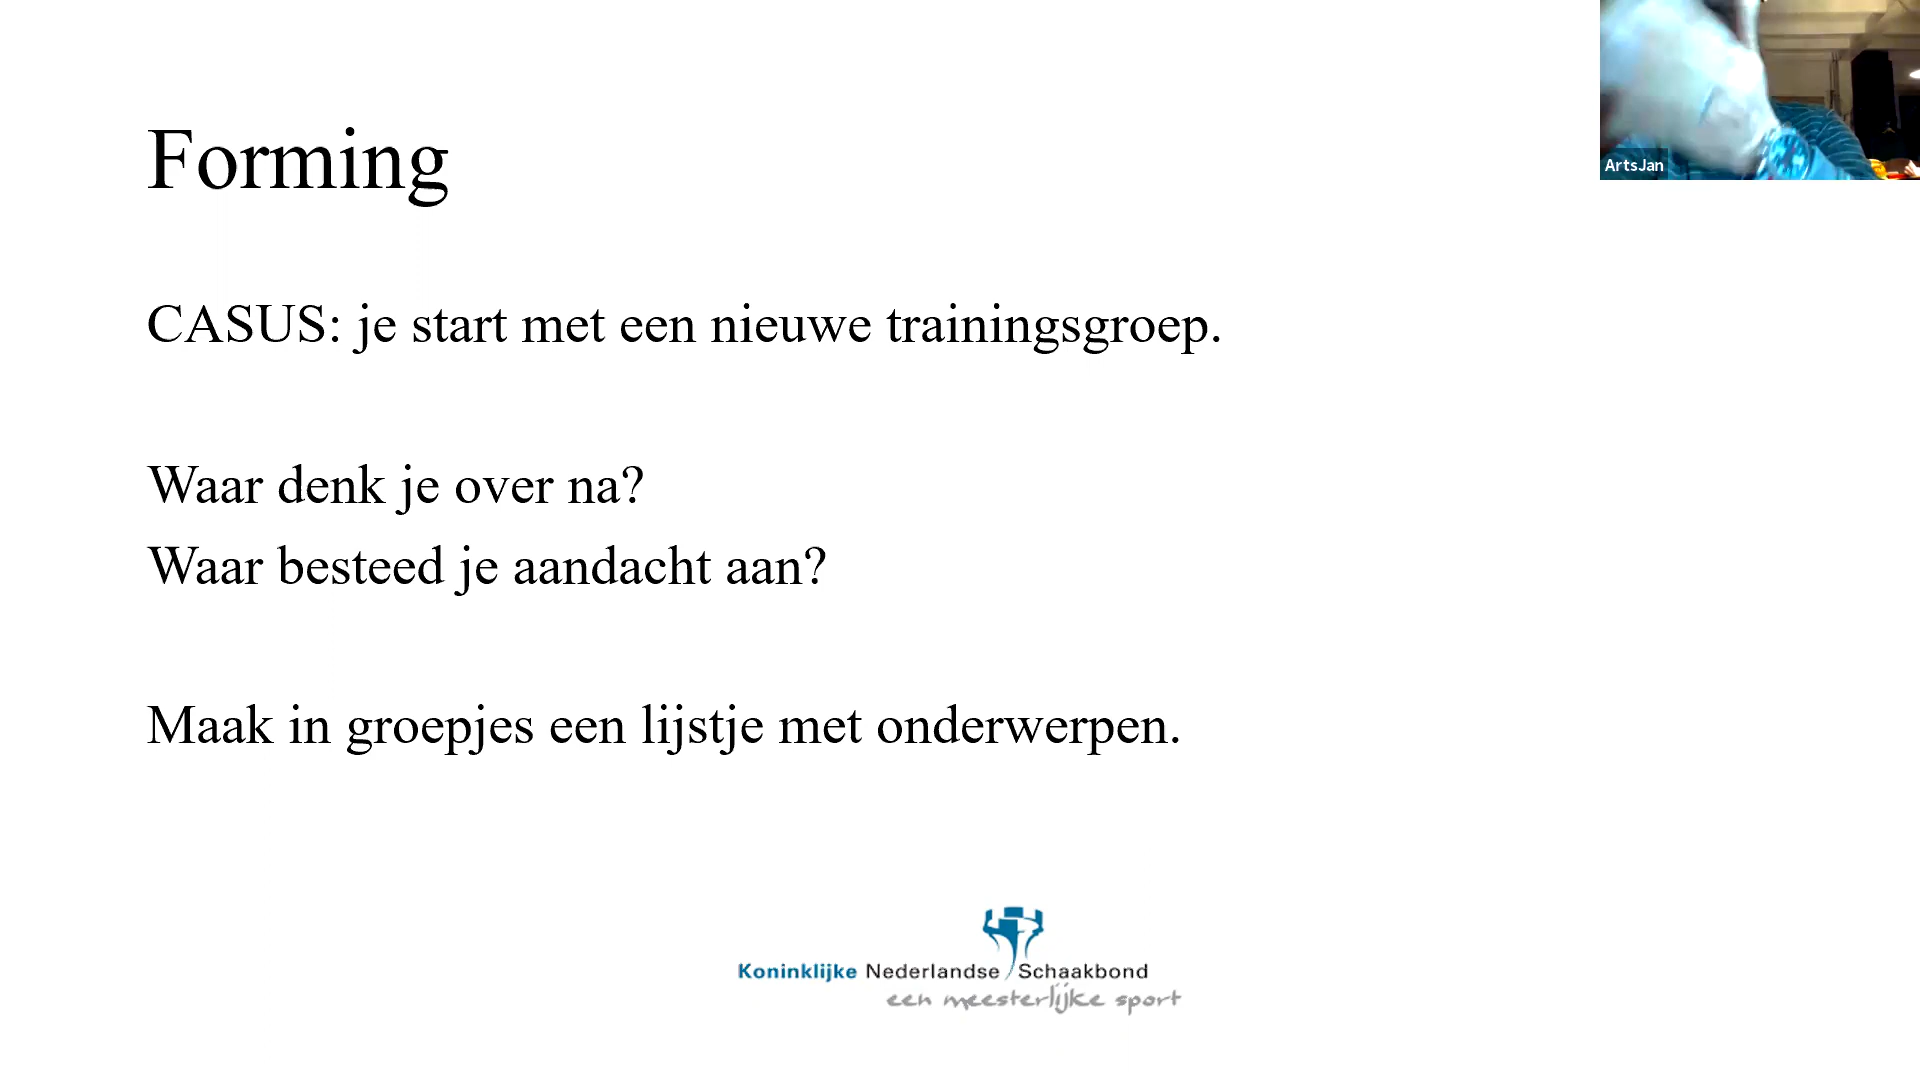 Forming
ArtsJan
CASUS: je start met een nieuwe trainingsgroep.
Waar denk je over na?
Waar besteed je aandacht aan?
Maak in groepjes een lijstje met onderwerpen.
Koninklijke Nederlandse Schaakbond
een meesterlijke sport